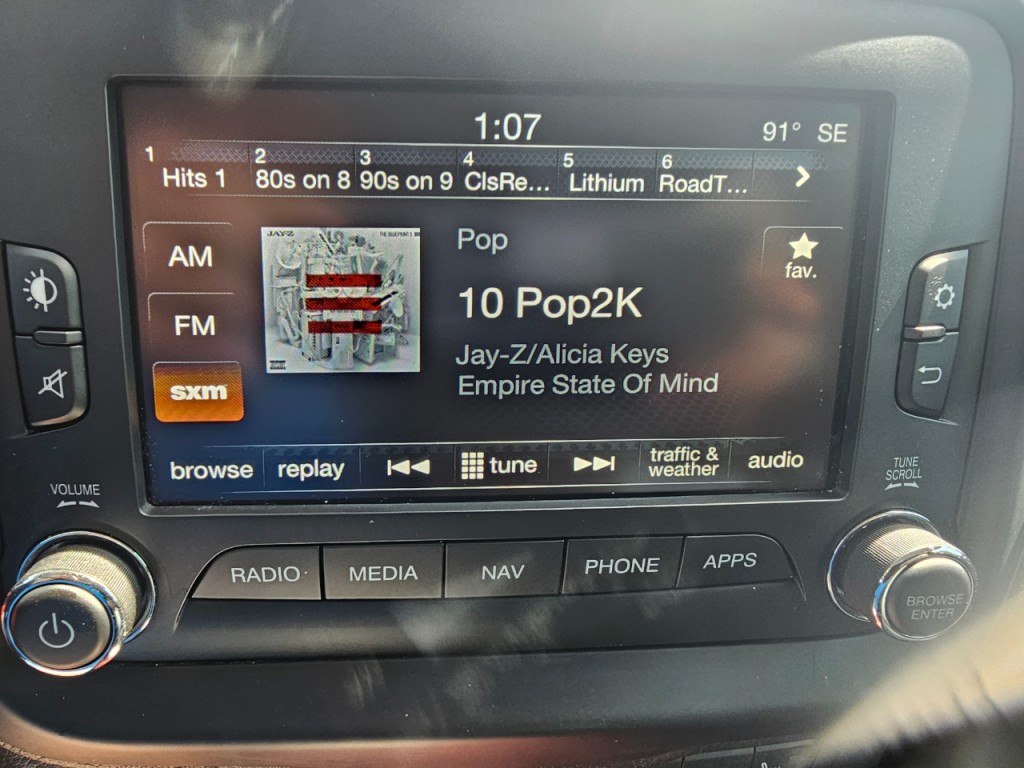 1:07
91° SE
1 Hits 1
2 80s on 8
3 90s on 9
4 ClsRe...
5 Lithium
6 RoadT...
AM
FM
sxm
JAY-Z
Pop
10 Pop2K
Jay-Z/Alicia Keys
Empire State Of Mind
fav.
browse
replay
tune
traffic &
weather
audio
VOLUME
TUNE
SCROLL
RADIO
MEDIA
NAV
PHONE
APPS
BROWSE
ENTER